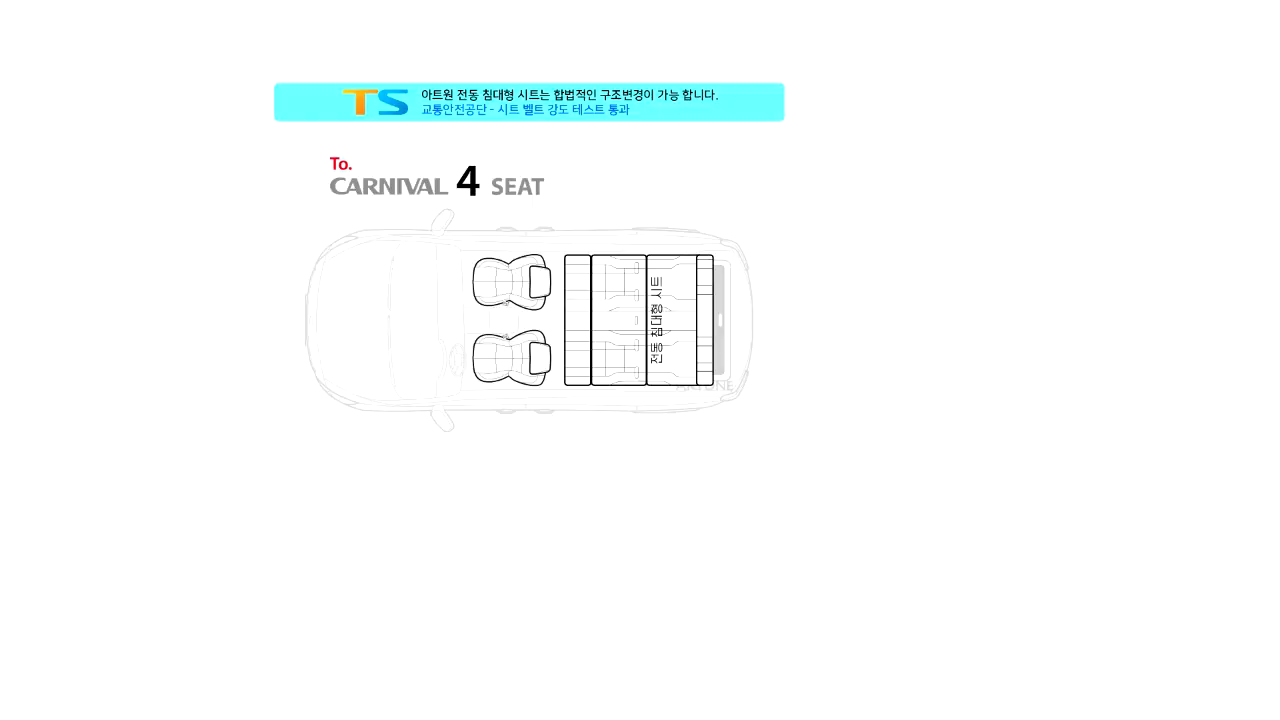 TS
아트원 전동 침대형 시트는 합법적인 구조변경이 가능 합니다.
교통안전공단 - 시트 벨트 강도 테스트 통과
To.
CARNIVAL 4 SEAT
전동 침대형 시트
ARTONE